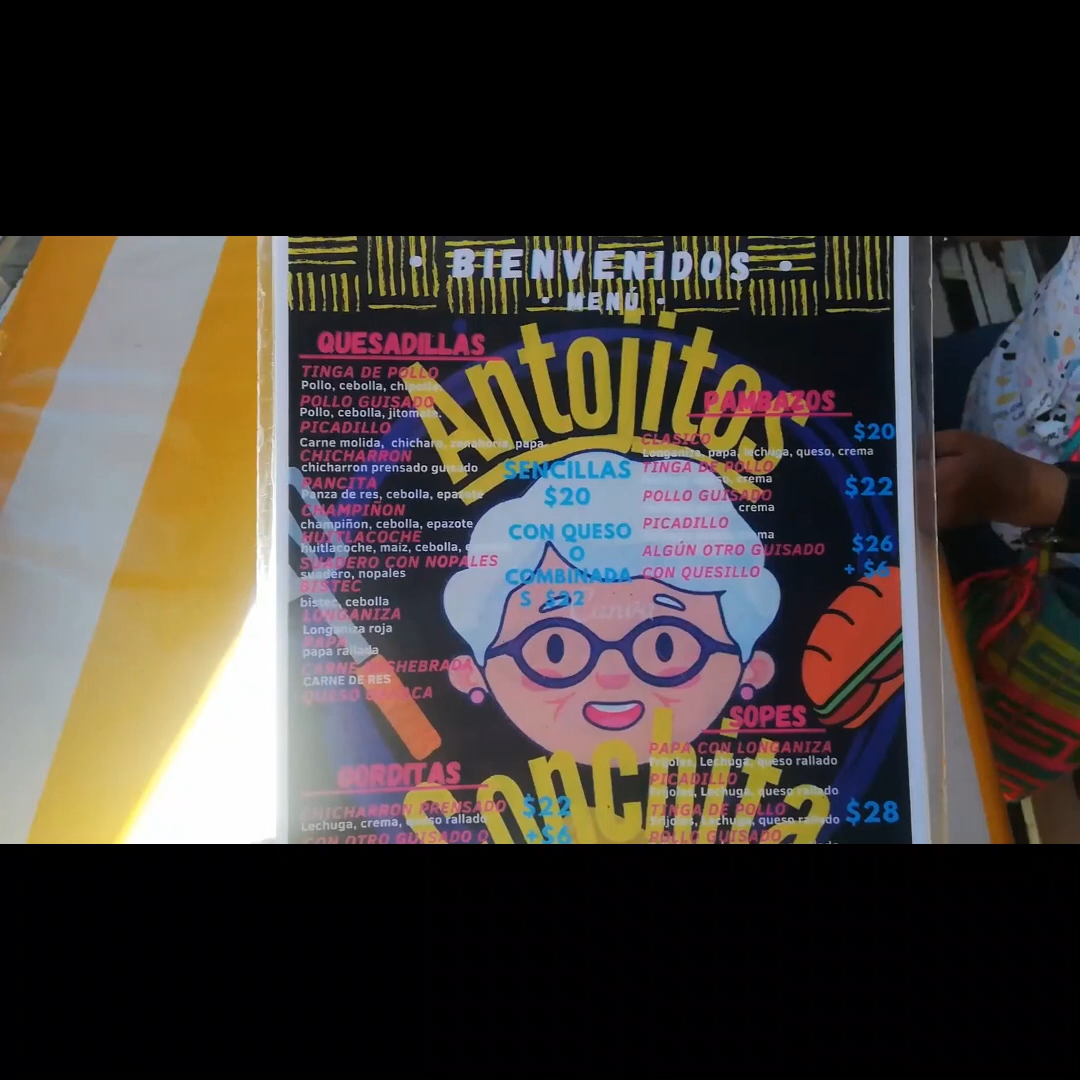 • BIENVENIDOS •
• MENÚ •
Antojitos
Conchita
QUESADILLAS
TINGA DE POLLO
Pollo, cebolla, chipotle
POLLO GUISADO
Pollo, cebolla, jitomate.
PICADILLO
Carne molida, chicharo, zanahoria, papa
CHICHARRON
chicharron prensado guisado
PANCITA
Panza de res, cebolla, epazote
CHAMPIÑON
champiñon, cebolla, epazote
HUITLACOCHE
huitlacoche, maiz, cebolla, e
SUADERO CON NOPALES
suadero, nopales
BISTEC
bistec, cebolla
LONGANIZA
Longaniza roja
PAPA
papa rallada
CARNE DESHEBRADA
CARNE DE RES
QUESO OAXACA
SENCILLAS
$20
CON QUESO
O
COMBINADA
$ $22
Canva
GORDITAS
CHICHARRON PRENSADO
Lechuga, crema, queso rallado
$22
CON OTRO GUISADO O
+$6
PAMBAZOS
$20
CLASICO
Longaniza, papa, lechuga, queso, crema
TINGA DE POLLO
crema
$22
POLLO GUISADO
crema
PICADILLO
ALGÚN OTRO GUISADO
$26
CON QUESILLO
+ $6
SOPES
PAPA CON LONGANIZA
Frijoles, Lechuga, queso rallado
PICADILLO
Frijoles, Lechuga, queso rallado
TINGA DE POLLO
Frijoles, Lechuga, queso rallado
$28
POLLO GUISADO